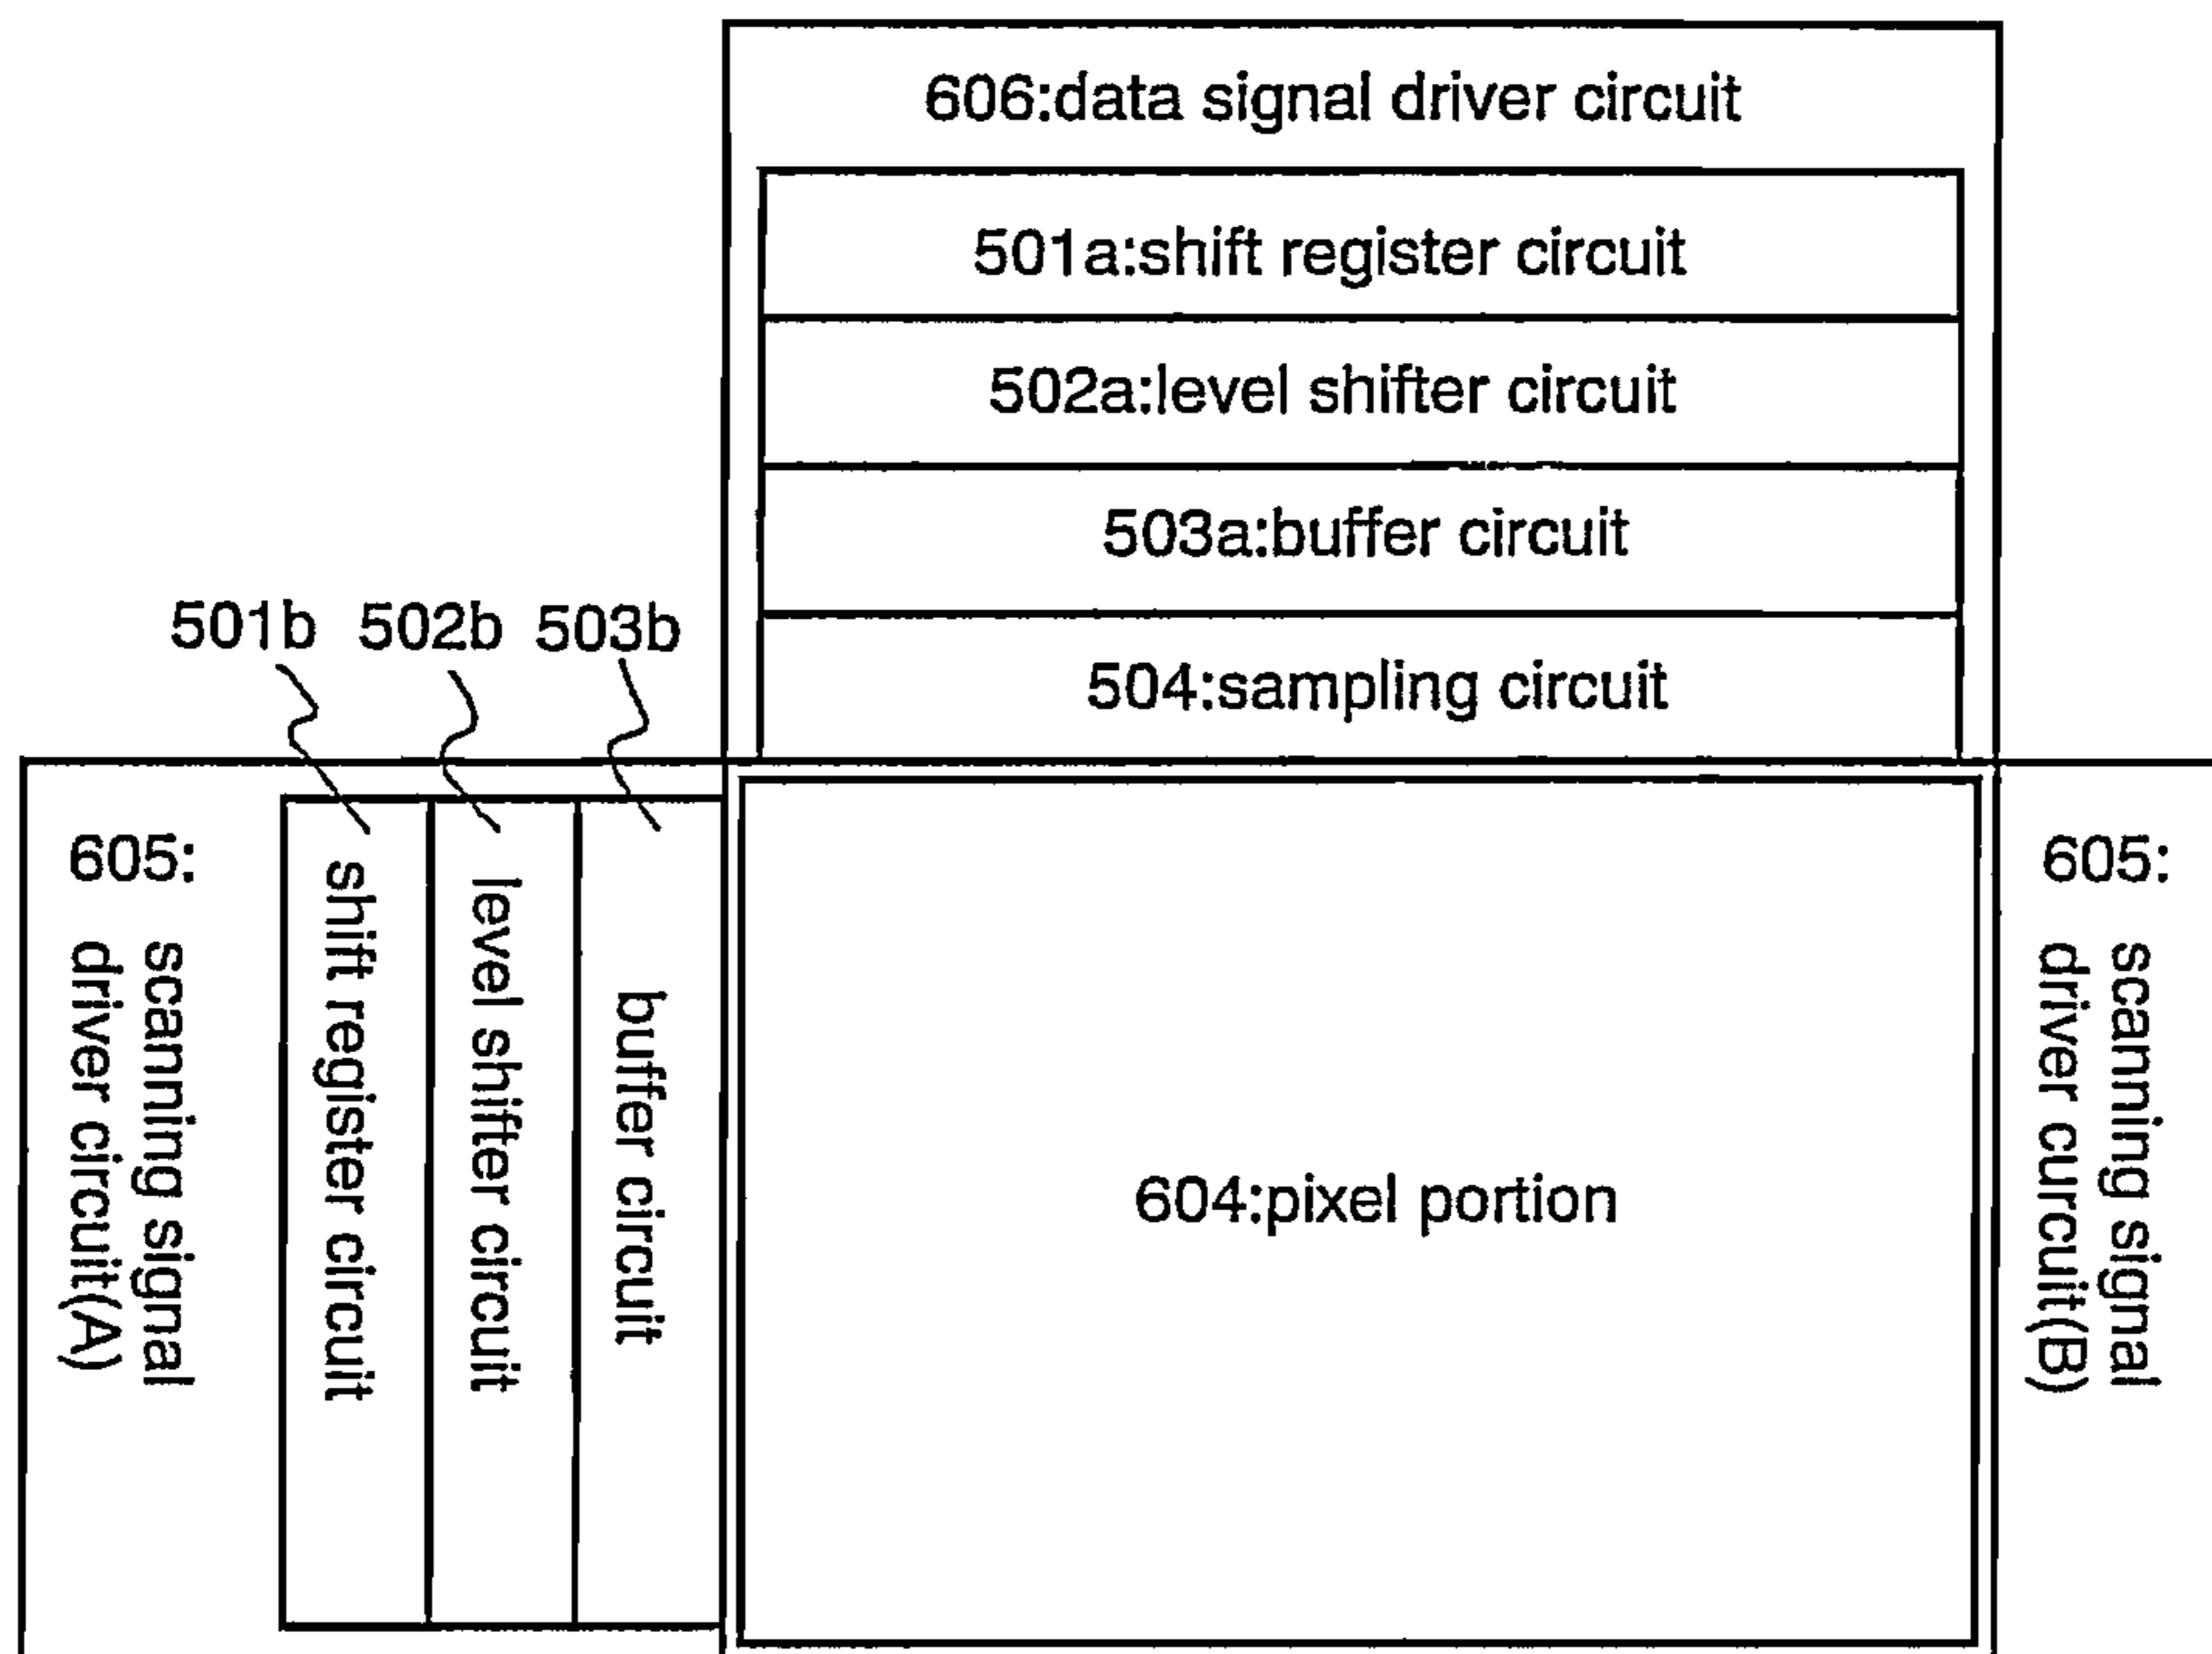 606:data signal driver circuit
501a:shift register circuit
502a:level shifter circuit
503a:buffer circuit
504:sampling circuit
501b 502b 503b
605:
scanning signal
driver circuit(A)
shift register circuit
level shifter circuit
buffer circuit
604:pixel portion
605:
scanning signal
driver curcuit(B)